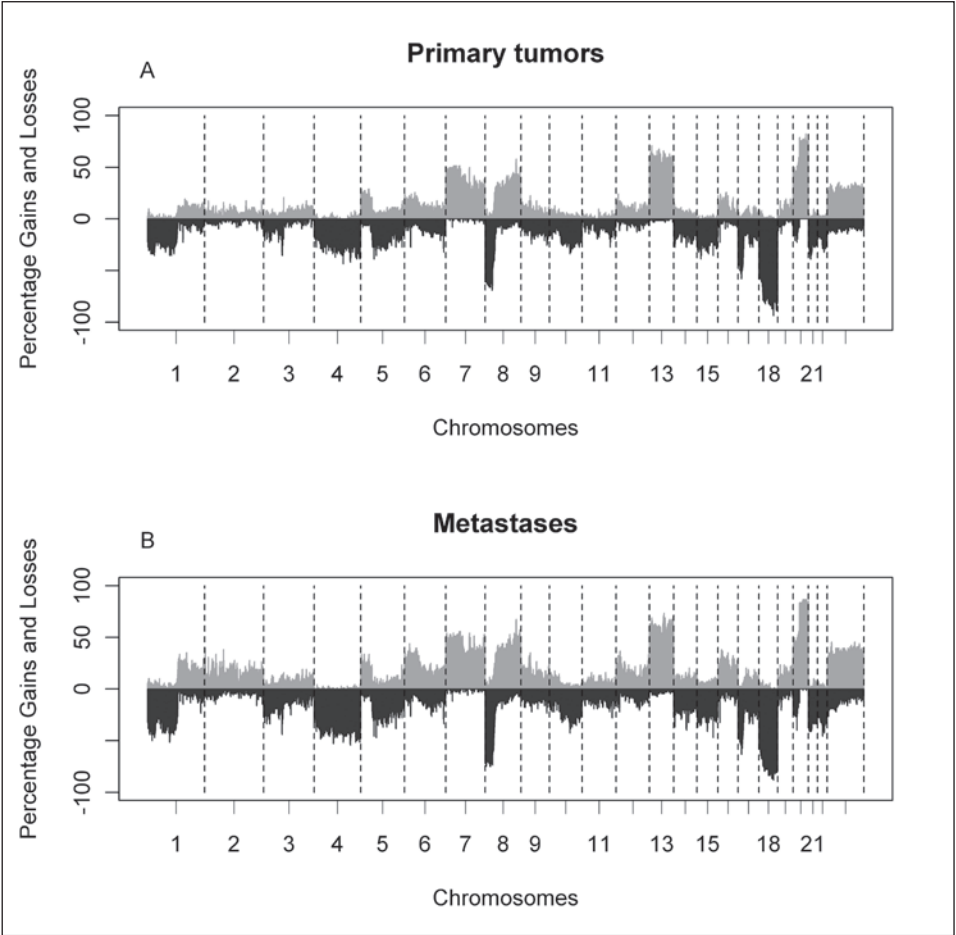 Primary tumors
A
Percentage Gains and Losses
100
50
0
-100
1 2 3 4 5 6 7 8 9 11 13 15 18 21
Chromosomes
Metastases
B
Percentage Gains and Losses
100
50
0
-100
1 2 3 4 5 6 7 8 9 11 13 15 18 21
Chromosomes